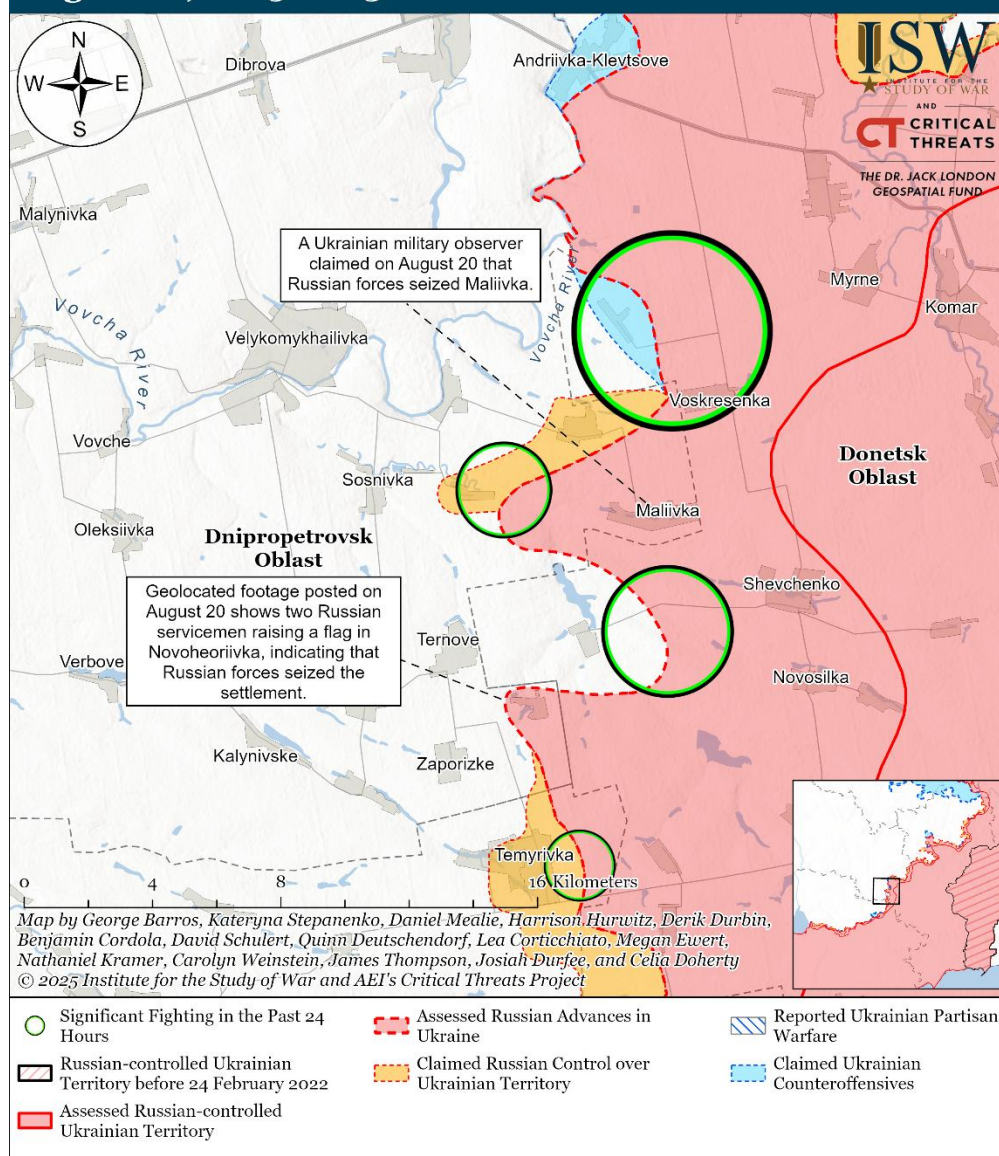 N
W
E
S
Dibrova
Andriivka-Klevtsove
ISW
INSTITUTE FOR THE
STUDY OF WAR
AND
CT CRITICAL
THREATS
THE DR. JACK LONDON
GEOSPATIAL FUND
Malynivka
A Ukrainian military observer
claimed on August 20 that
Russian forces seized Maliivka.
Vovcha River
Myrne
Komar
Velykomykhailivka
Vovcha River
Voskresenka
Vovche
Donetsk
Oblast
Sosnivka
Maliivka
Oleksiivka
Dnipropetrovsk
Oblast
Shevchenko
Geolocated footage posted on
August 20 shows two Russian
servicemen raising a flag in
Novoheoriivka, indicating that
Russian forces seized the
settlement.
Ternove
Verbove
Novosilka
Kalynivske
Zaporizke
Temyrivka
0 4 8 16 Kilometers
Map by George Barros, Kateryna Stepanenko, Daniel Mealie, Harrison Hurwitz, Derik Durbin,
Benjamin Cordola, David Schulert, Quinn Deutschendorf, Lea Corticchiato, Megan Ewert,
Nathaniel Kramer, Carolyn Weinstein, James Thompson, Josiah Durfee, and Celia Doherty
© 2025 Institute for the Study of War and AEI's Critical Threats Project
Significant Fighting in the Past 24
Hours
Russian-controlled Ukrainian
Territory before 24 February 2022
Assessed Russian-controlled
Ukrainian Territory
Assessed Russian Advances in
Ukraine
Claimed Russian Control over
Ukrainian Territory
Reported Ukrainian Partisan
Warfare
Claimed Ukrainian
Counteroffensives